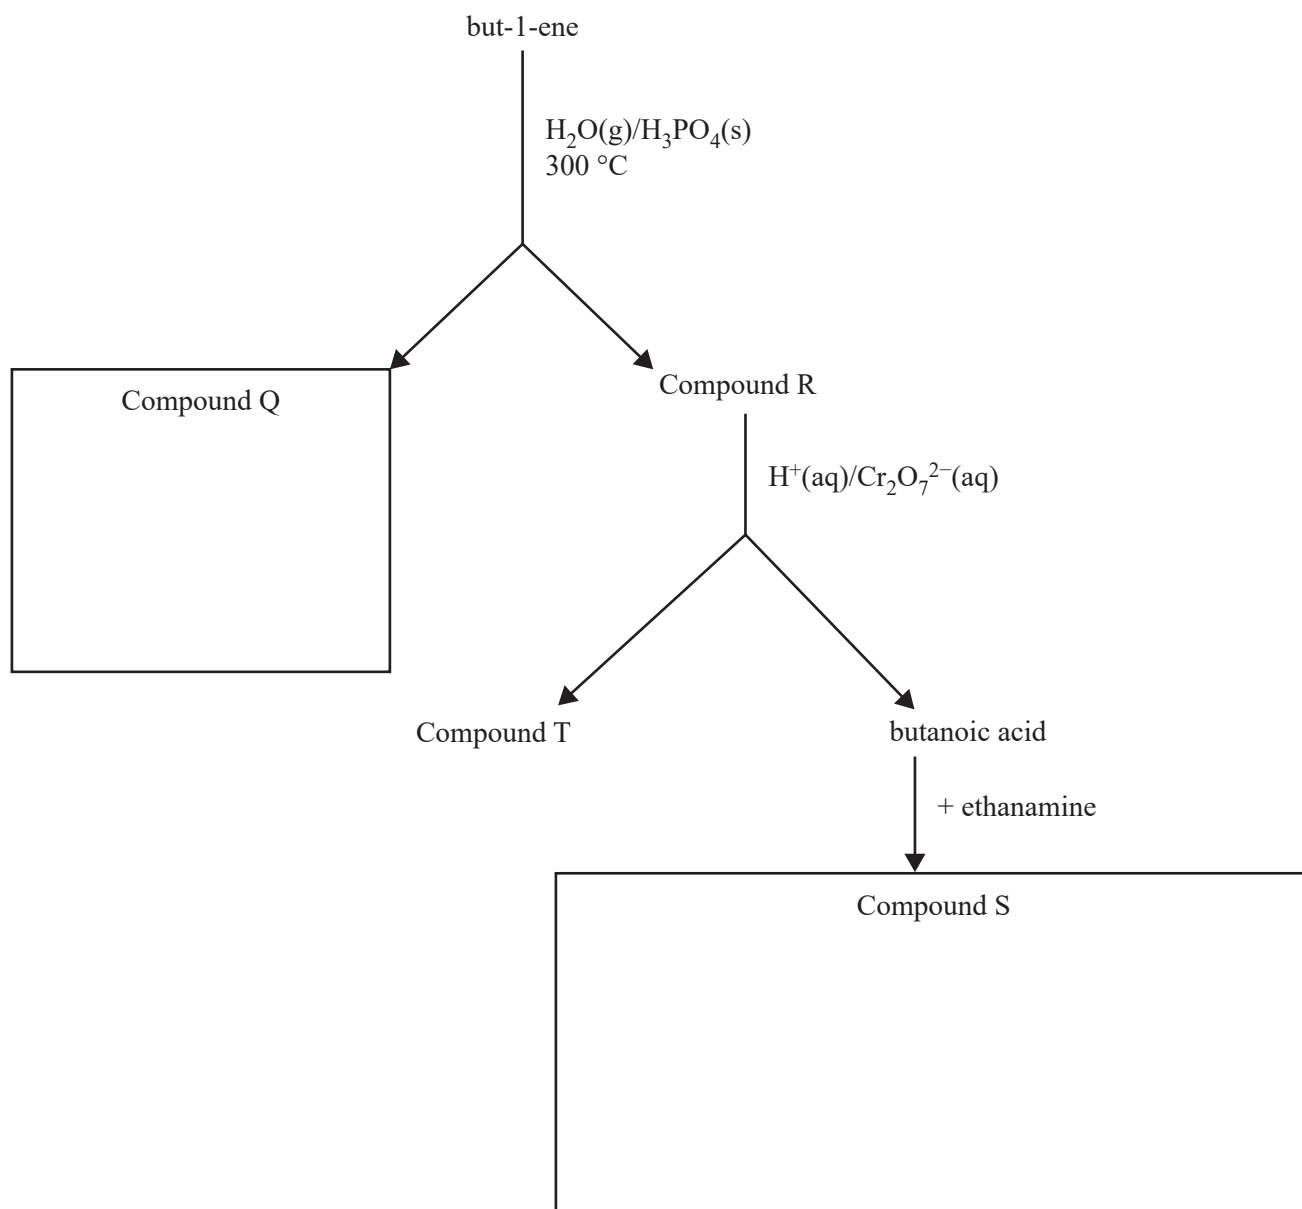 but-1-ene
H₂O(g)/H₃PO₄(s)
300 °C
Compound Q
Compound R
H⁺(aq)/Cr₂O₇²⁻(aq)
Compound T
butanoic acid
+ ethanamine
Compound S